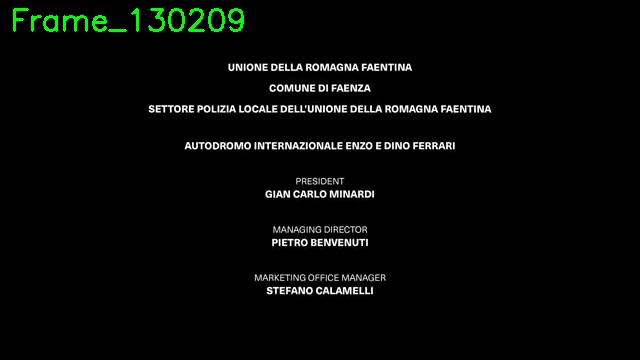 Frame_130209
UNIONE DELLA ROMAGNA FAENTINA
COMUNE DI FAENZA
SETTORE POLIZIA LOCALE DELL'UNIONE DELLA ROMAGNA FAENTINA
AUTODROMO INTERNAZIONALE ENZO E DINO FERRARI
PRESIDENT
GIAN CARLO MINARDI
MANAGING DIRECTOR
PIETRO BENVENUTI
MARKETING OFFICE MANAGER
STEFANO CALAMELLI